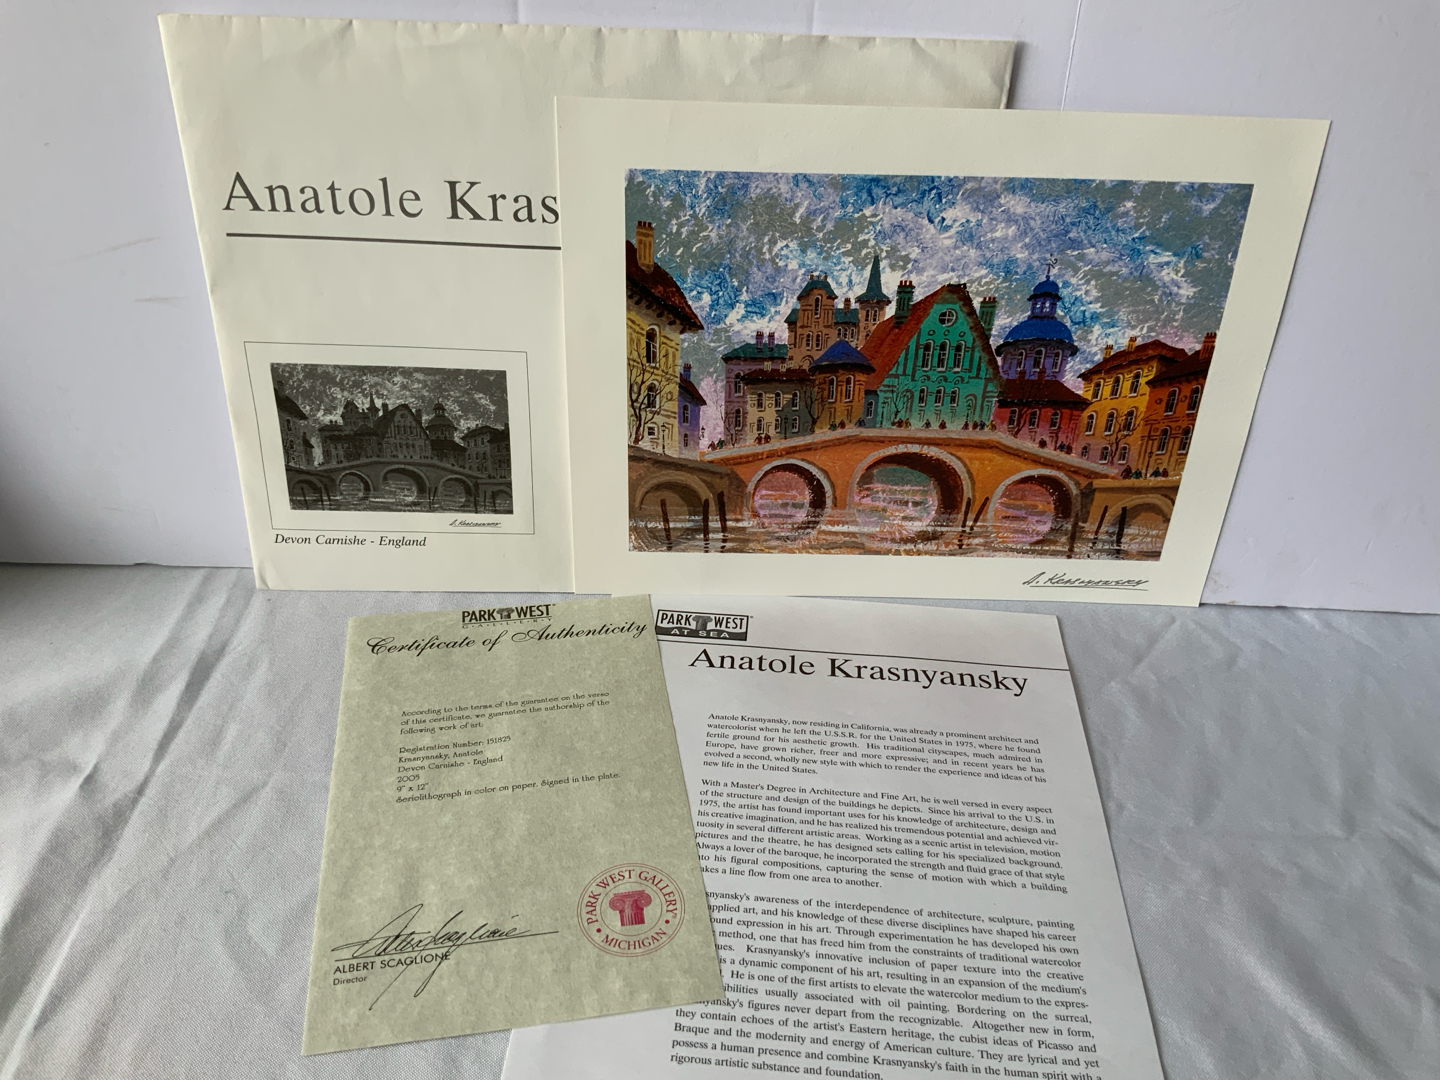 Anatole Kras
Devon Carnishe - England
A. Krasnyansky
A. Krasnyansky
PARK WEST
GALLERY
Certificate of Authenticity
According to the terms of the guarantee on the verso
of this certificate, we guarantee the authorship of the
following work of art:
Registration Number: 151825
Krasnyansky, Anatole
Devon Carnishe - England
2005
9" x 12"
Seriolithograph in color on paper. Signed in the plate.
ALBERT SCAGLIONE
Director
PARK WEST GALLERY
MICHIGAN
PARK WEST
AT SEA
Anatole Krasnyansky
Anatole Krasnyansky, now residing in California, was already a prominent architect and
watercolorist when he left the U.S.S.R. for the United States in 1975, where he found
fertile ground for his aesthetic growth. His traditional cityscapes, much admired in
Europe, have grown richer, freer and more expressive; and in recent years he has
evolved a second, wholly new style with which to render the experience and ideas of his
new life in the United States.
With a Master's Degree in Architecture and Fine Art, he is well versed in every aspect
of the structure and design of the buildings he depicts. Since his arrival to the U.S. in
1975, the artist has found important uses for his knowledge of architecture, design and
his creative imagination, and he has realized his tremendous potential and achieved vir-
tuosity in several different artistic areas. Working as a scenic artist in television, motion
pictures and the theatre, he has designed sets calling for his specialized background.
Always a lover of the baroque, he incorporated the strength and fluid grace of that style
to his figural compositions, capturing the sense of motion with which a building
akes a line flow from one area to another.
snyansky's awareness of the interdependence of architecture, sculpture, painting
applied art, and his knowledge of these diverse disciplines have shaped his career
ound expression in his art. Through experimentation he has developed his own
method, one that has freed him from the constraints of traditional watercolor
ues. Krasnyansky's innovative inclusion of paper texture into the creative
is a dynamic component of his art, resulting in an expansion of the medium's
. He is one of the first artists to elevate the watercolor medium to the expres-
ibilities usually associated with oil painting. Bordering on the surreal,
nyansky's figures never depart from the recognizable. Altogether new in form,
they contain echoes of the artist's Eastern heritage, the cubist ideas of Picasso and
Braque and the modernity and energy of American culture. They are lyrical and yet
possess a human presence and combine Krasnyansky's faith in the human spirit with a
rigorous artistic substance and foundation.